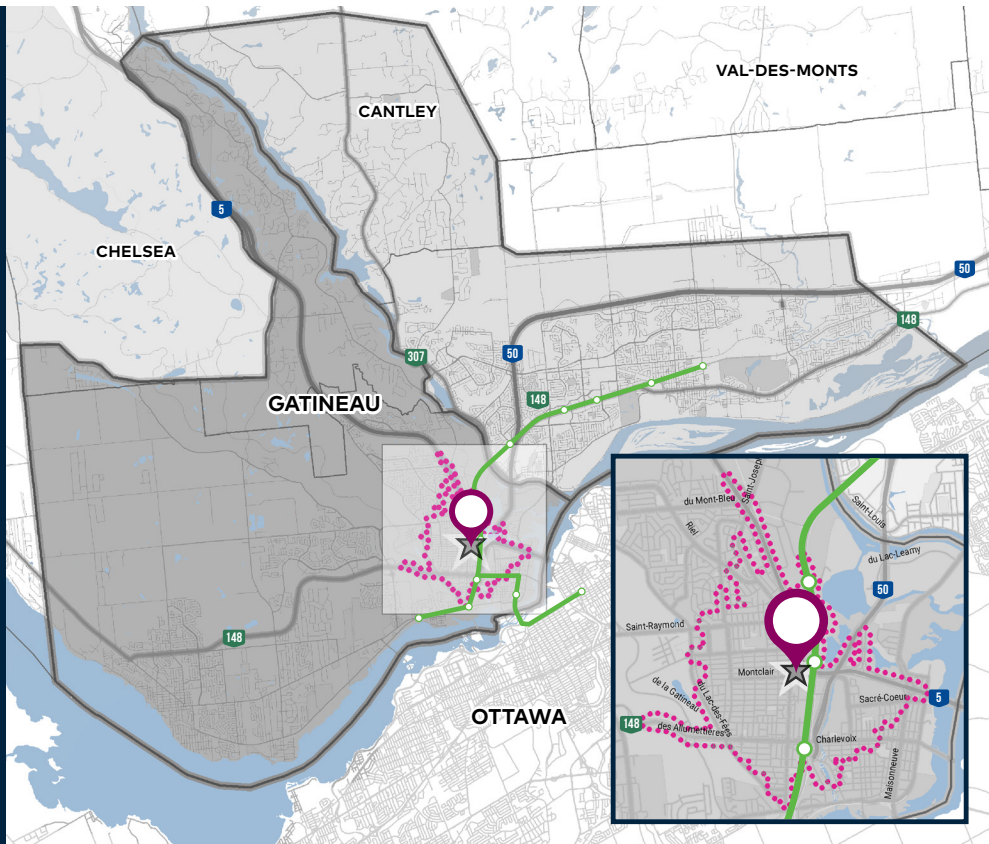 VAL-DES-MONTS
CANTLEY
5
CHELSEA
50
148
307
50
148
GATINEAU
148
OTTAWA
Saint-Joseph
du Mont-Bleu
Riel
Saint-Louis
du Lac-Leamy
50
Saint-Raymond
Montclair
de la Gatineau
du Lac-des-Fées
Sacré-Coeur
5
148
des Allumettières
Charlevoix
Maisonneuve